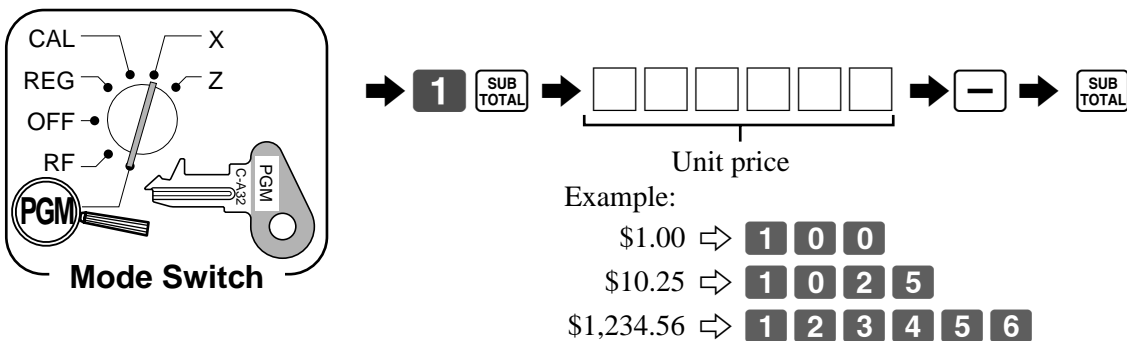 CAL
X
REG
Z
OFF
RF
PGM
PGM
C-A32
Mode Switch
1 SUB TOTAL – SUB TOTAL
Unit price
Example:
$1.00 ⇨ 1 0 0
$10.25 ⇨ 1 0 2 5
$1,234.56 ⇨ 1 2 3 4 5 6